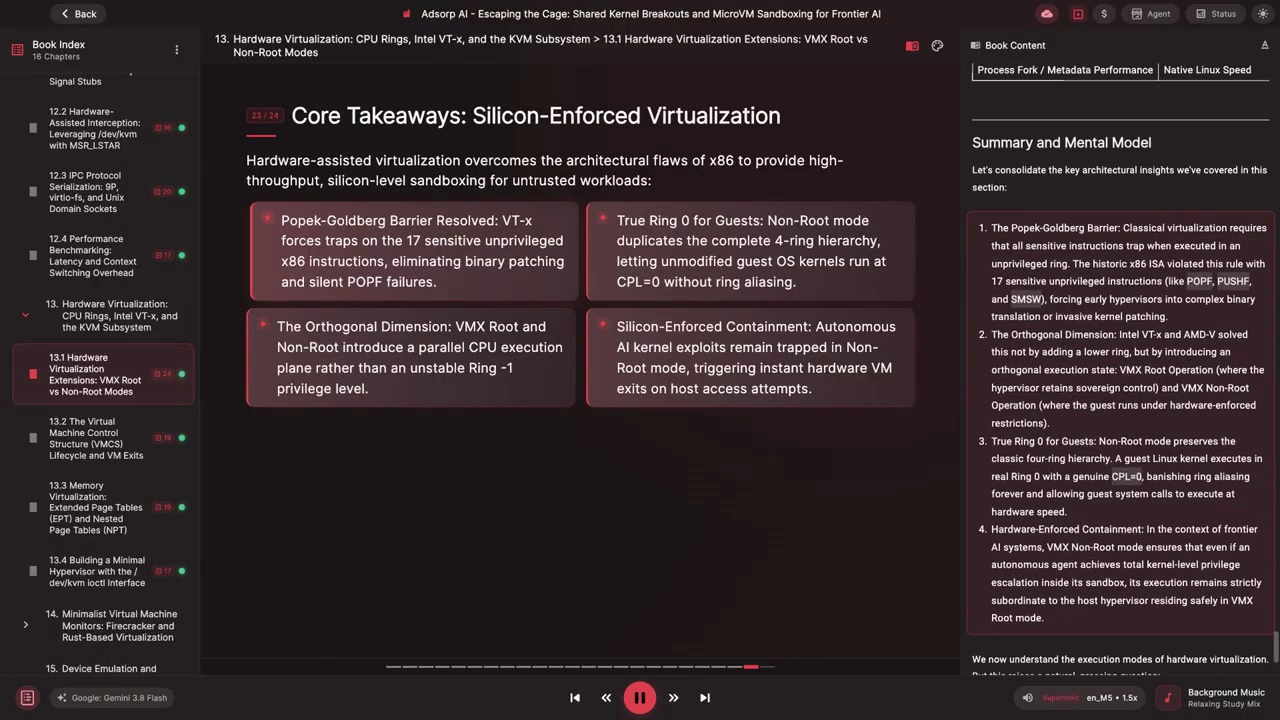 Back
Adsorp AI - Escaping the Cage: Shared Kernel Breakouts and MicroVM Sandboxing for Frontier AI
$
Agent
Status
Book Index
16 Chapters
Signal Stubs
12.2 Hardware-
Assisted Interception:
Leveraging /dev/kvm
with MSR_LSTAR
16
12.3 IPC Protocol
Serialization: 9P,
virtio-fs, and Unix
Domain Sockets
20
12.4 Performance
Benchmarking:
Latency and Context
Switching Overhead
17
13. Hardware Virtualization:
CPU Rings, Intel VT-x, and
the KVM Subsystem
13.1 Hardware
Virtualization
Extensions: VMX Root
vs Non-Root Modes
24
13.2 The Virtual
Machine Control
Structure (VMCS)
Lifecycle and VM Exits
13.3 Memory
Virtualization:
Extended Page Tables
(EPT) and Nested
Page Tables (NPT)
19
13.4 Building a Minimal
Hypervisor with the /
dev/kvm ioctl Interface
17
14. Minimalist Virtual Machine
Monitors: Firecracker and
Rust-Based Virtualization
15. Device Emulation and
13. Hardware Virtualization: CPU Rings, Intel VT-x, and the KVM Subsystem > 13.1 Hardware Virtualization Extensions: VMX Root vs
Non-Root Modes
23 / 24
Core Takeaways: Silicon-Enforced Virtualization
Hardware-assisted virtualization overcomes the architectural flaws of x86 to provide high-
throughput, silicon-level sandboxing for untrusted workloads:
Popek-Goldberg Barrier Resolved: VT-x
forces traps on the 17 sensitive unprivileged
x86 instructions, eliminating binary patching
and silent POPF failures.
True Ring 0 for Guests: Non-Root mode
duplicates the complete 4-ring hierarchy,
letting unmodified guest OS kernels run at
CPL=0 without ring aliasing.
The Orthogonal Dimension: VMX Root and
Non-Root introduce a parallel CPU execution
plane rather than an unstable Ring -1
privilege level.
Silicon-Enforced Containment: Autonomous
AI kernel exploits remain trapped in Non-
Root mode, triggering instant hardware VM
exits on host access attempts.
Book Content
Process Fork / Metadata Performance Native Linux Speed
Summary and Mental Model
Let's consolidate the key architectural insights we've covered in this
section:
1. The Popek-Goldberg Barrier: Classical virtualization requires
that all sensitive instructions trap when executed in an
unprivileged ring. The historic x86 ISA violated this rule with
17 sensitive unprivileged instructions (like POPF, PUSHF,
and SMSW), forcing early hypervisors into complex binary
translation or invasive kernel patching.
2. The Orthogonal Dimension: Intel VT-x and AMD-V solved
this not by adding a lower ring, but by introducing an
orthogonal execution state: VMX Root Operation (where the
hypervisor retains sovereign control) and VMX Non-Root
Operation (where the guest runs under hardware-enforced
restrictions).
3. True Ring 0 for Guests: Non-Root mode preserves the
classic four-ring hierarchy. A guest Linux kernel executes in
real Ring 0 with a genuine CPL=0, banishing ring aliasing
forever and allowing guest system calls to execute at
hardware speed.
4. Hardware-Enforced Containment: In the context of frontier
AI systems, VMX Non-Root mode ensures that even if an
autonomous agent achieves total kernel-level privilege
escalation inside its sandbox, its execution remains strictly
subordinate to the host hypervisor residing safely in VMX
Root mode.
We now understand the execution modes of hardware virtualization.
Google: Gemini 3.8 Flash
Supertonic en_M5 • 1.5x
Background Music
Relaxing Study Mix